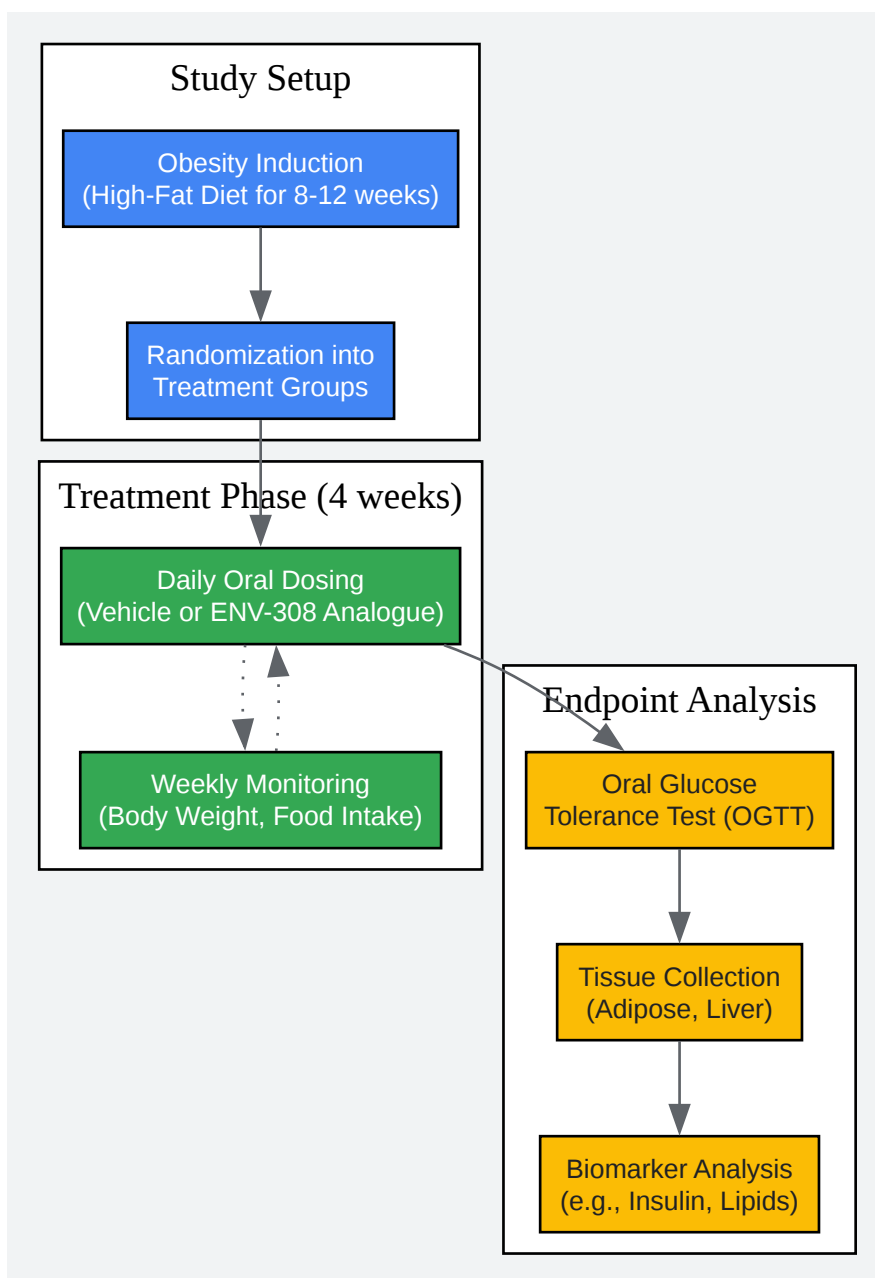 Study Setup
Obesity Induction
(High-Fat Diet for 8-12 weeks)
Randomization into
Treatment Groups
Treatment Phase (4 weeks)
Daily Oral Dosing
(Vehicle or ENV-308 Analogue)
Weekly Monitoring
(Body Weight, Food Intake)
Endpoint Analysis
Oral Glucose
Tolerance Test (OGTT)
Tissue Collection
(Adipose, Liver)
Biomarker Analysis
(e.g., Insulin, Lipids)